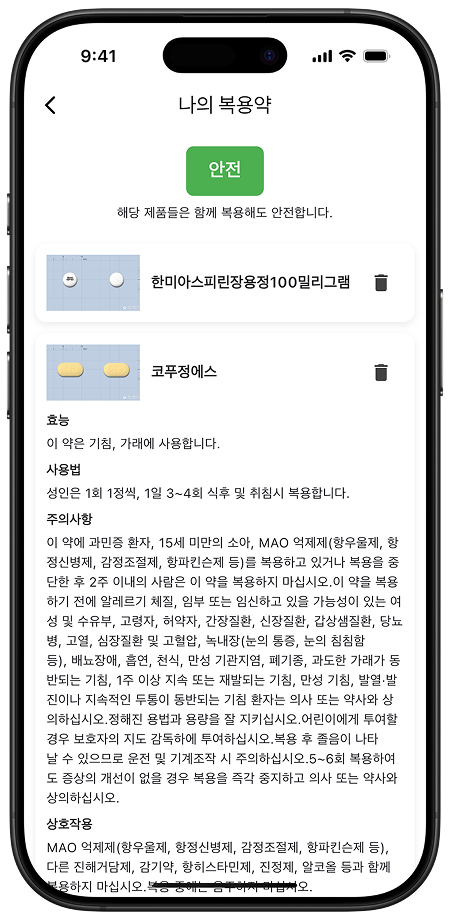 9:41
나의 복용약
안전
해당 제품들은 함께 복용해도 안전합니다.
한미아스피린장용정100밀리그램
코푸정에스
효능
이 약은 기침, 가래에 사용합니다.
사용법
성인은 1회 1정씩, 1일 3~4회 식후 및 취침시 복용합니다.
주의사항
이 약에 과민증 환자, 15세 미만의 소아, MAO 억제제(항우울제, 항
정신병제, 감정조절제, 항파킨슨제 등)를 복용하고 있거나 복용을 중
단한 후 2주 이내의 사람은 이 약을 복용하지 마십시오.이 약을 복용
하기 전에 알레르기 체질, 임부 또는 임신하고 있을 가능성이 있는 여
성 및 수유부, 고령자, 허약자, 간장질환, 신장질환, 갑상샘질환, 당뇨
병, 고열, 심장질환 및 고혈압, 녹내장(눈의 통증, 눈의 침침함
등), 배뇨장애, 흡연, 천식, 만성 기관지염, 폐기종, 과도한 가래가 동
반되는 기침, 1주 이상 지속 또는 재발되는 기침, 만성 기침, 발열·발
진이나 지속적인 두통이 동반되는 기침 환자는 의사 또는 약사와 상
의하십시오.정해진 용법과 용량을 잘 지키십시오.어린이에게 투여할
경우 보호자의 지도 감독하에 투여하십시오.복용 후 졸음이 나타
날 수 있으므로 운전 및 기계조작 시 주의하십시오.5~6회 복용하여
도 증상의 개선이 없을 경우 복용을 즉각 중지하고 의사 또는 약사와
상의하십시오.
상호작용
MAO 억제제(항우울제, 항정신병제, 감정조절제, 항파킨슨제 등),
다른 진해거담제, 감기약, 항히스타민제, 진정제, 알코올 등과 함께
복용하지 마십시오.복용 중에는 음주하지 마십시오.